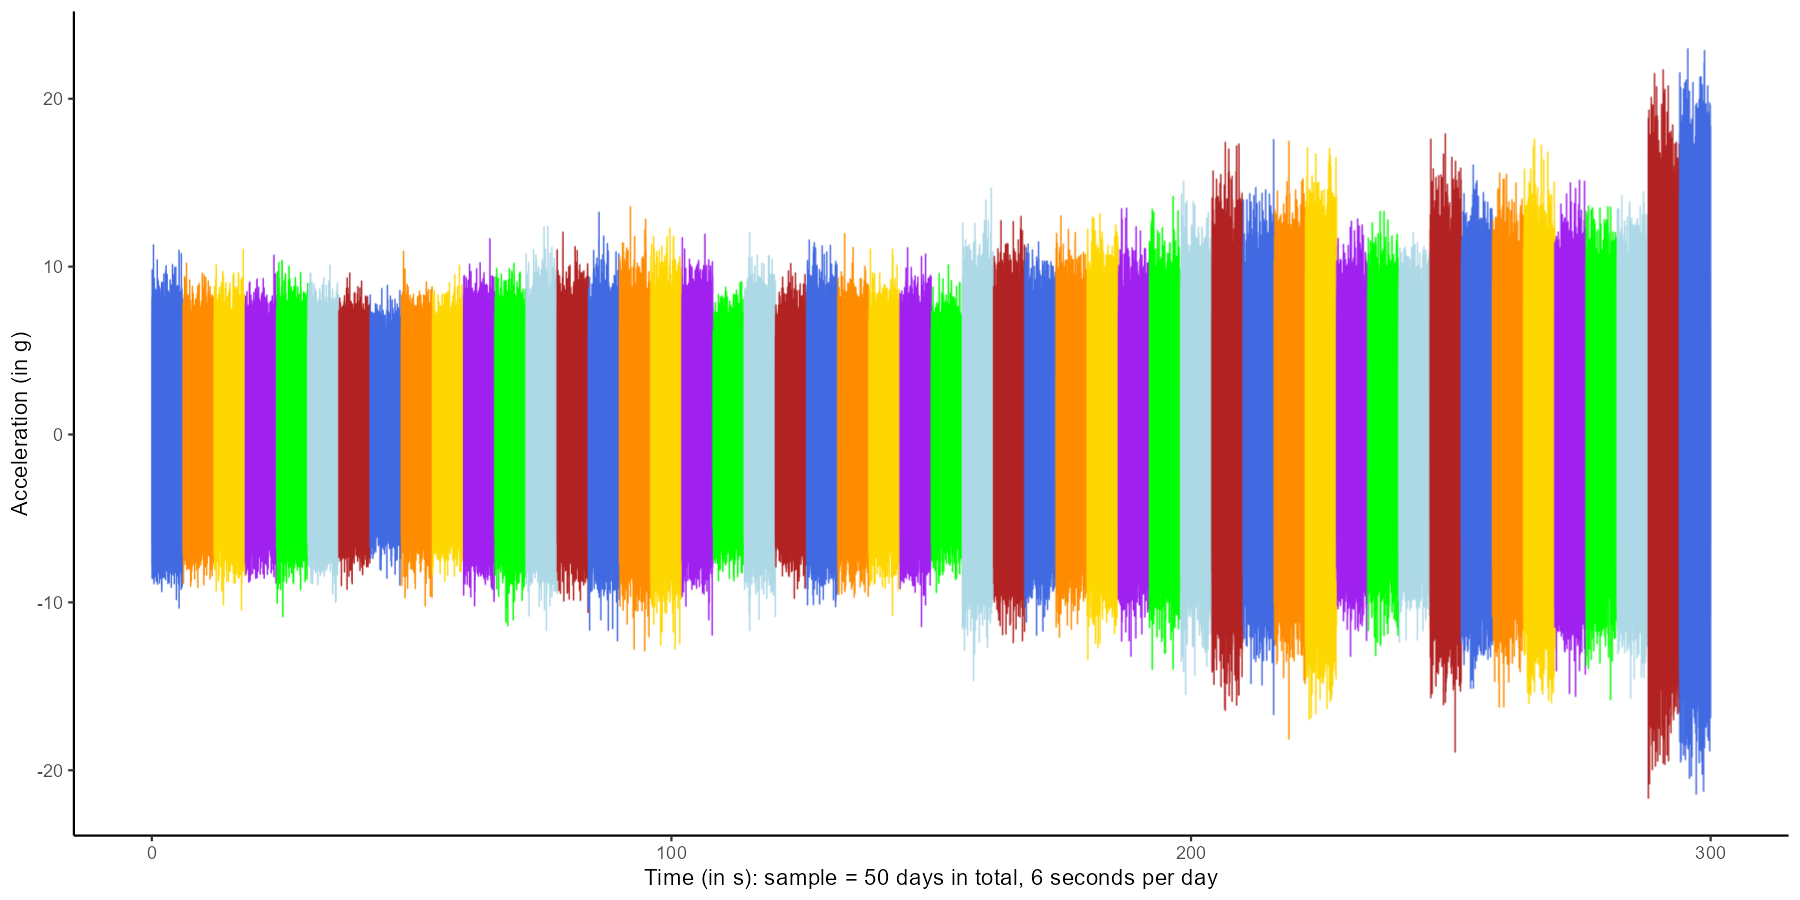 20
10
0
-10
-20
Acceleration (in g)
0 100 200 300
Time (in s): sample = 50 days in total, 6 seconds per day